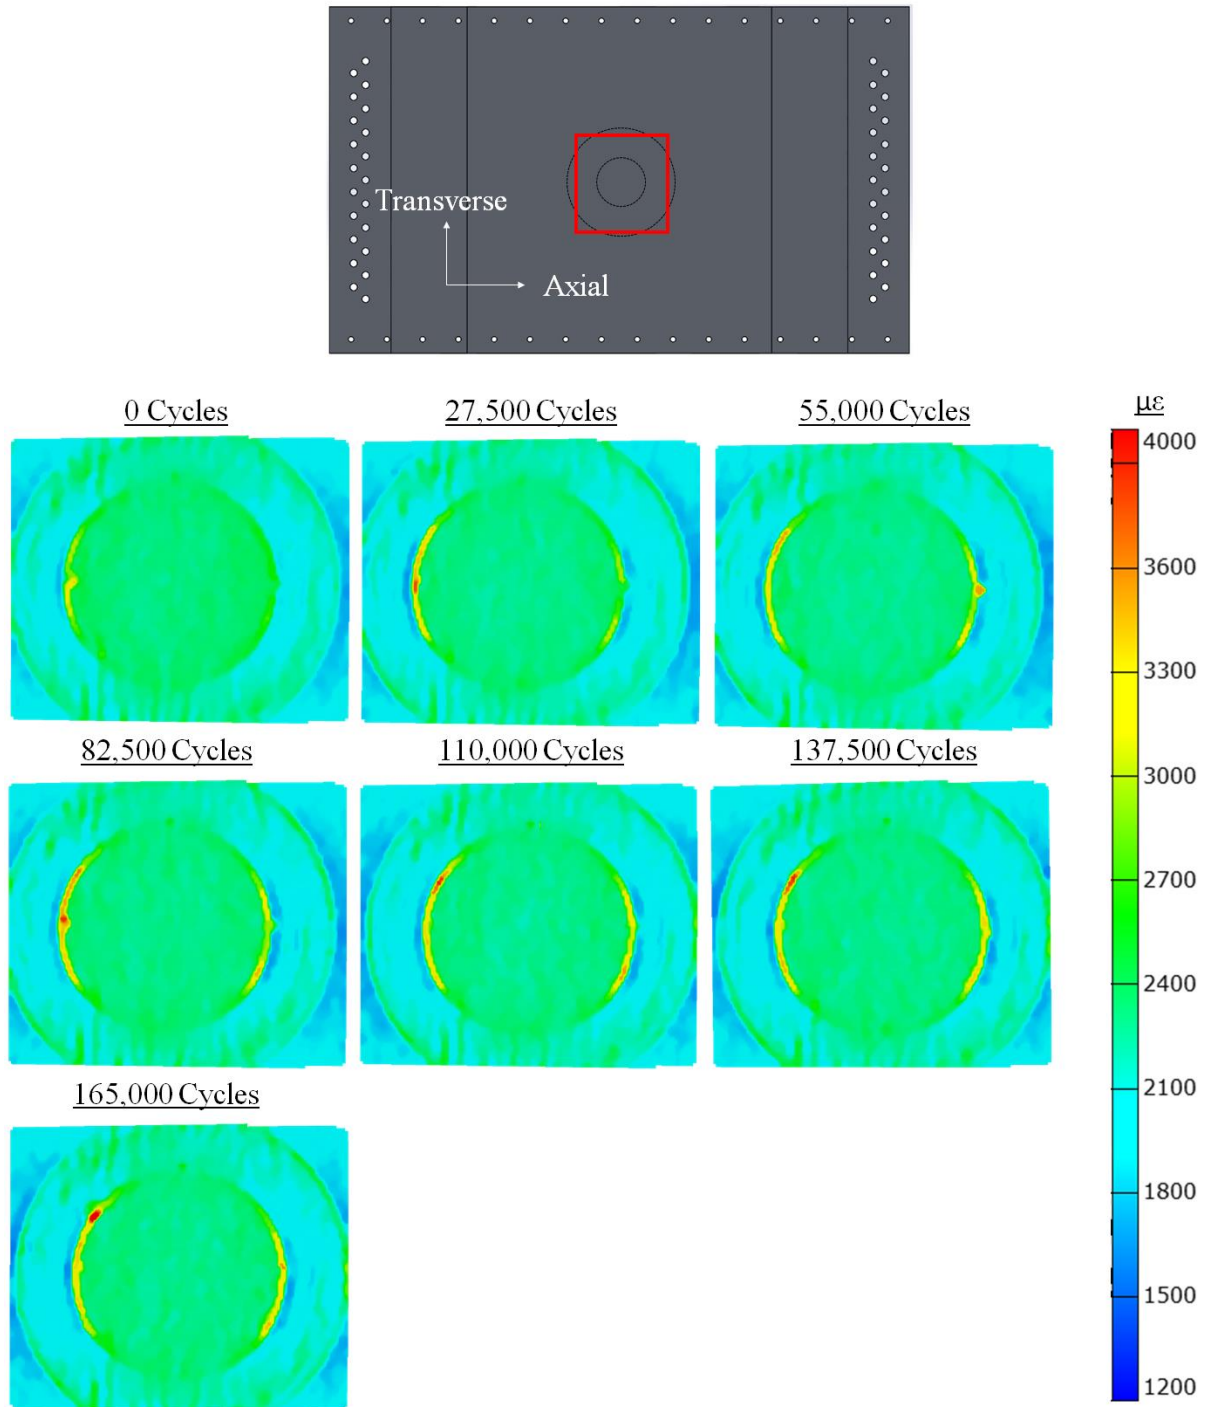 Transverse
Axial
0 Cycles
27,500 Cycles
55,000 Cycles
με
4000
3600
3300
3000
2700
2400
2100
1800
1500
1200
82,500 Cycles
110,000 Cycles
137,500 Cycles
165,000 Cycles